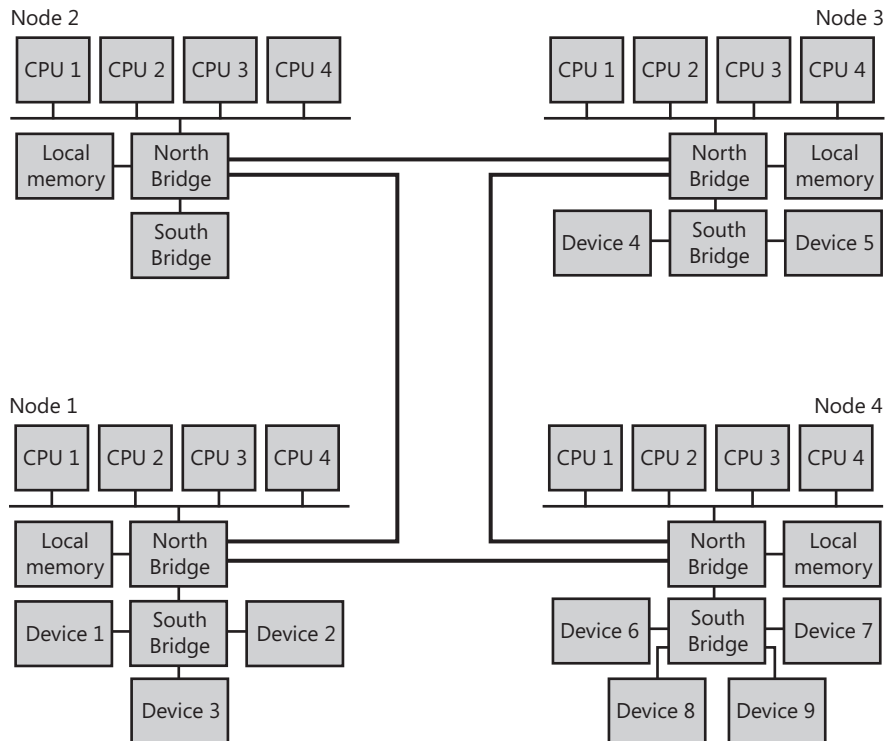 Node 2
CPU 1
CPU 2
CPU 3
CPU 4
Local
memory
North
Bridge
South
Bridge
Node 3
CPU 1
CPU 2
CPU 3
CPU 4
North
Bridge
Local
memory
Device 4
South
Bridge
Device 5
Node 1
CPU 1
CPU 2
CPU 3
CPU 4
Local
memory
North
Bridge
Device 1
South
Bridge
Device 2
Device 3
Node 4
CPU 1
CPU 2
CPU 3
CPU 4
North
Bridge
Local
memory
Device 6
South
Bridge
Device 7
Device 8
Device 9